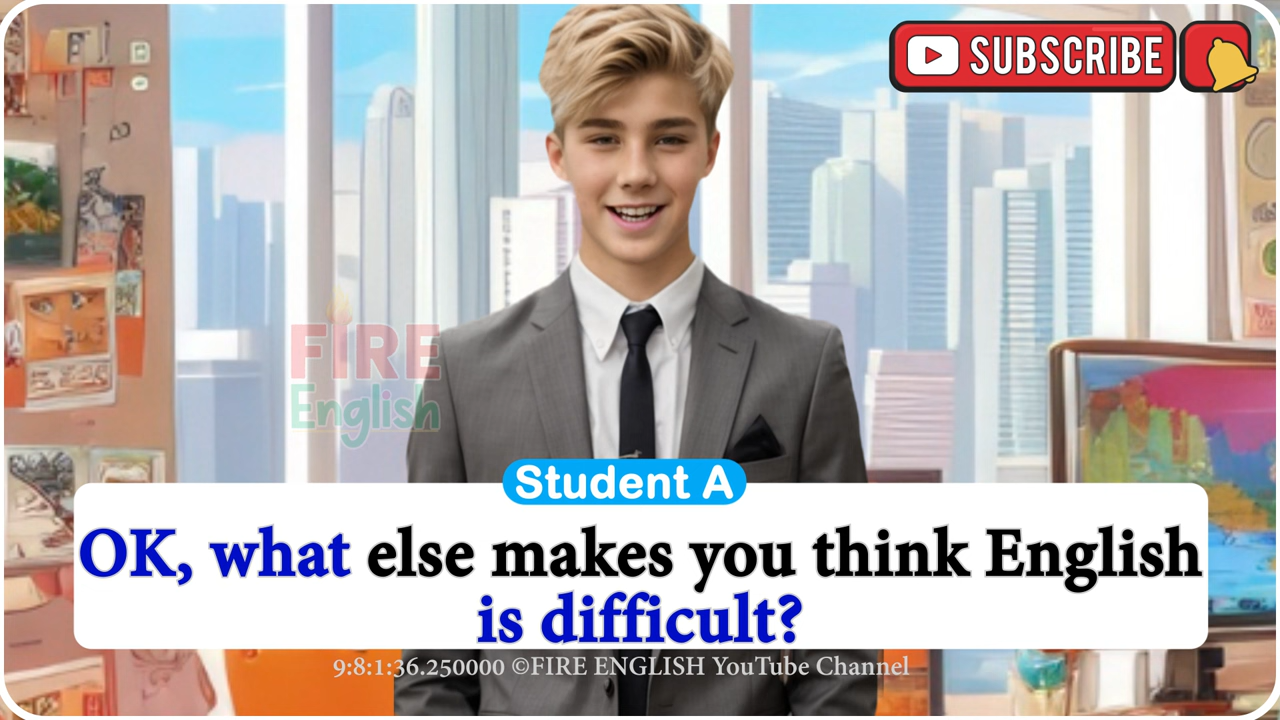 SUBSCRIBE
FIRE
English
Student A
OK, what else makes you think English
is difficult?
9:8:1:36.250000 ©FIRE ENGLISH YouTube Channel